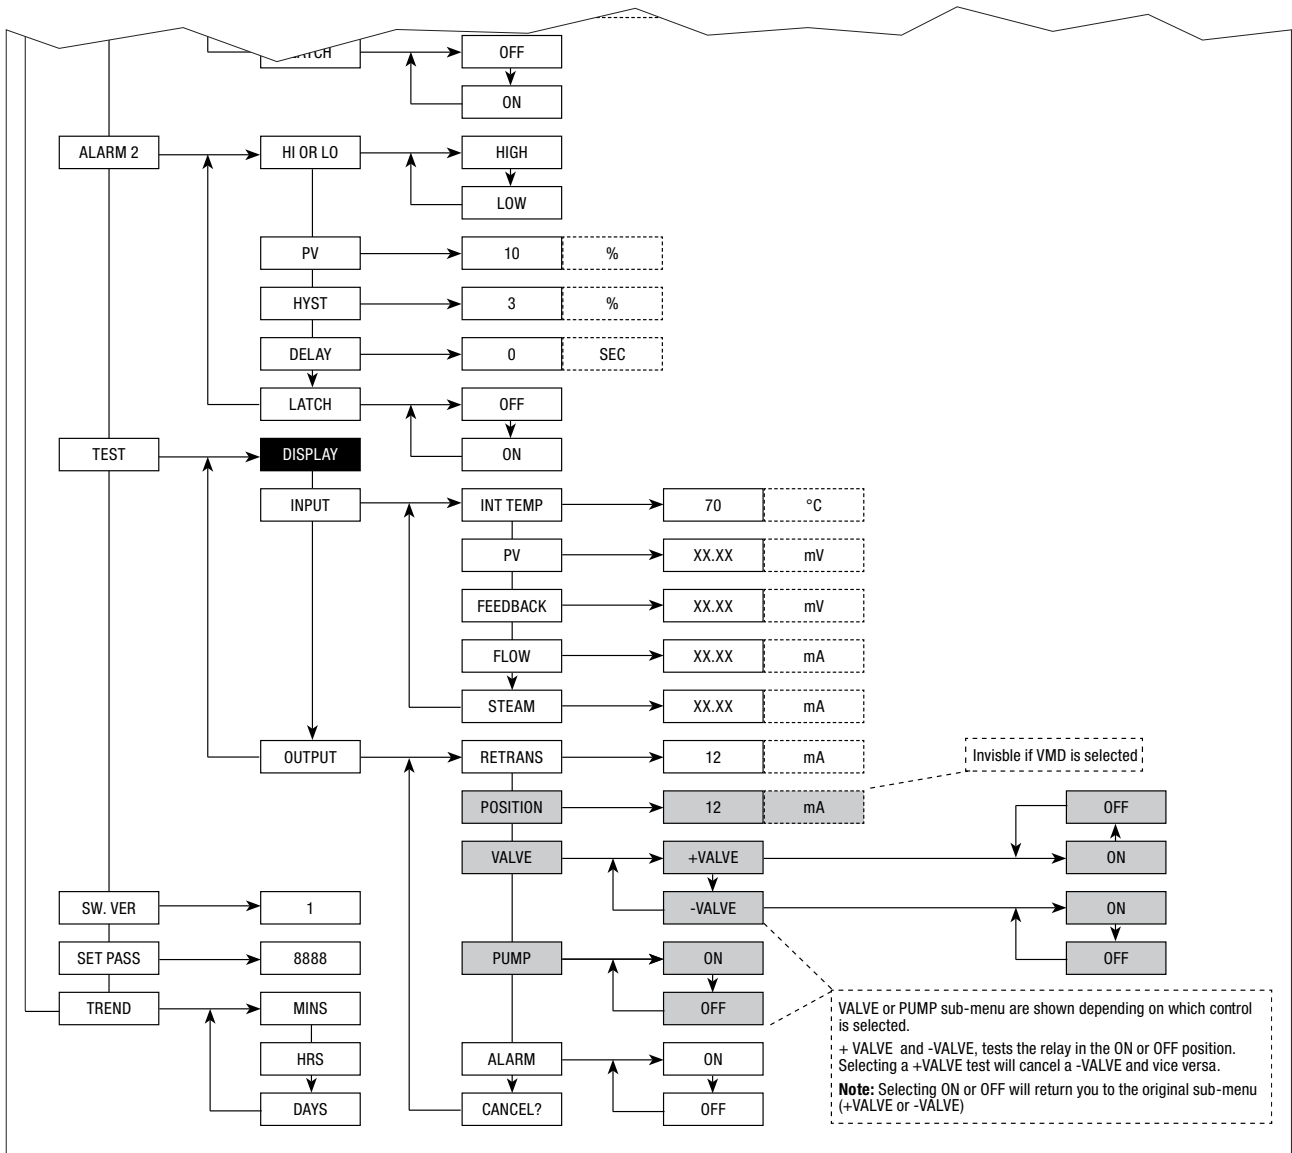 OFF
ON
ALARM 2
HI OR LO
HIGH
LOW
PV
10
%
HYST
3
%
DELAY
0
SEC
LATCH
OFF
ON
TEST
DISPLAY
INPUT
INT TEMP
70
°C
PV
XX.XX
mV
FEEDBACK
XX.XX
mV
FLOW
XX.XX
mA
STEAM
XX.XX
mA
OUTPUT
RETRANS
12
mA
Invisble if VMD is selected
POSITION
12
mA
OFF
VALVE
+VALVE
ON
SW. VER
1
-VALVE
ON
SET PASS
8888
PUMP
ON
OFF
TREND
MINS
OFF
VALVE or PUMP sub-menu are shown depending on which control
is selected.
+ VALVE and -VALVE, tests the relay in the ON or OFF position.
Selecting a +VALVE test will cancel a -VALVE and vice versa.
Note: Selecting ON or OFF will return you to the original sub-menu
(+VALVE or -VALVE)
HRS
ALARM
ON
DAYS
CANCEL?
OFF